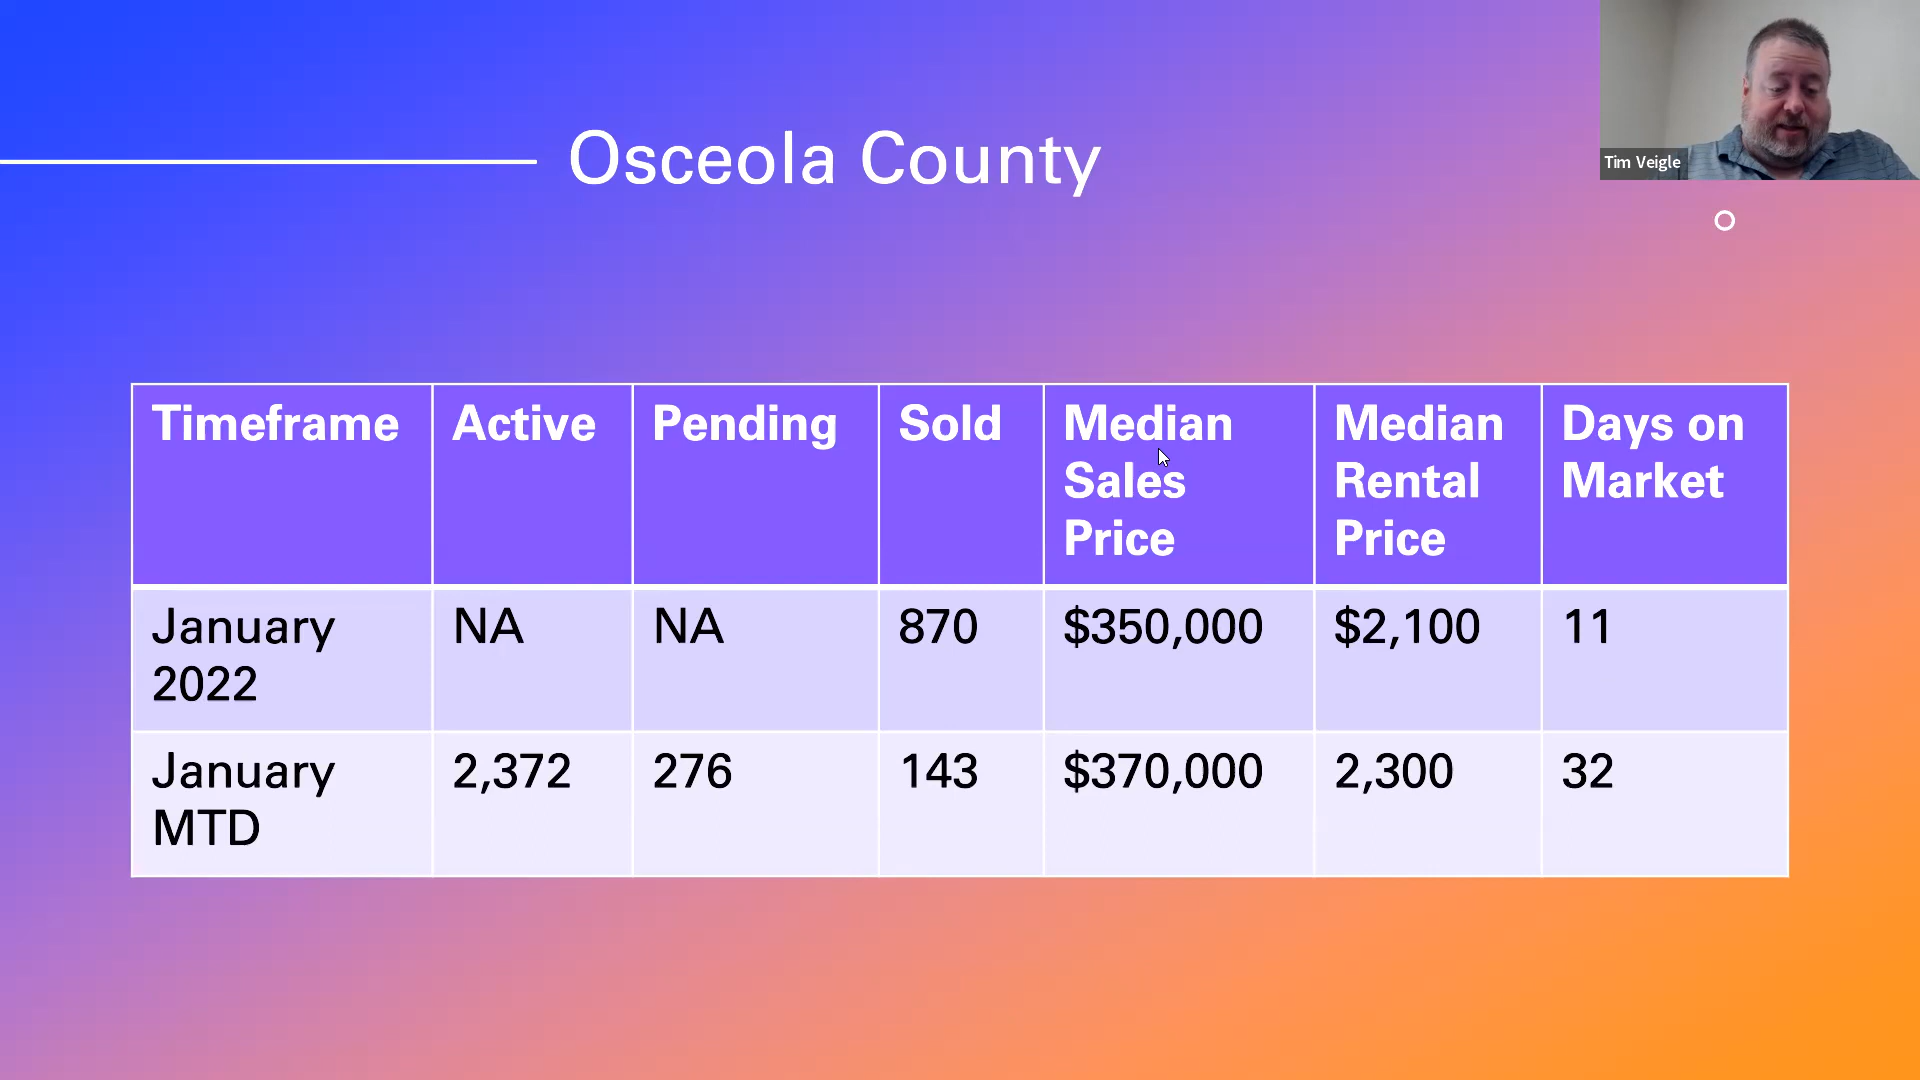 Osceola County
Tim Veigle
Timeframe Active Pending Sold Median Sales Price Median Rental Price Days on Market
January 2022 NA NA 870 $350,000 $2,100 11
January MTD 2,372 276 143 $370,000 2,300 32